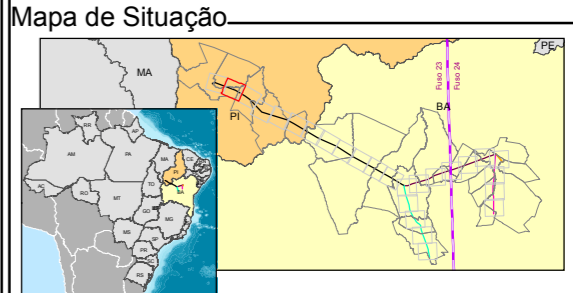 Mapa de Situação
PE
MA
Fuso 23
Fuso 24
PI
BA
RR
AP
AM
PA
MA
CE
PI
AC
RO
TO
BA
MT
GO
MG
MS
SP
PR
SC
RS